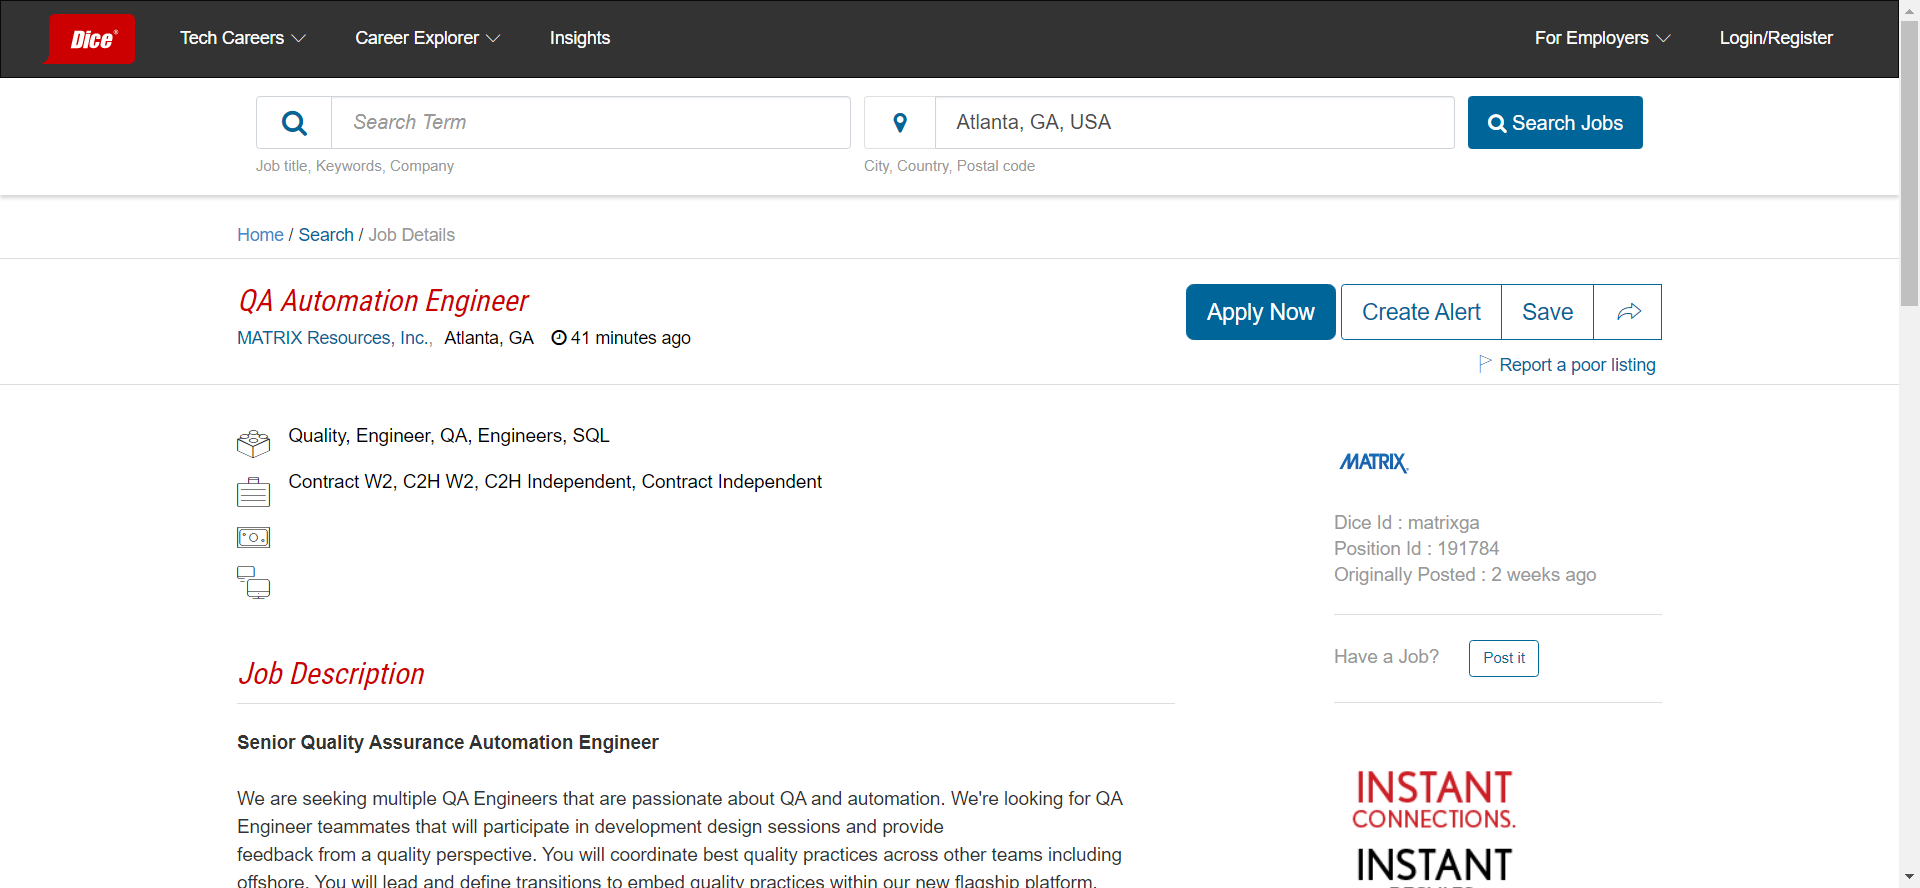 Dice
Tech Careers
Career Explorer
Insights
For Employers
Login/Register
Search Term
Atlanta, GA, USA
Search Jobs
Job title, Keywords, Company
City, Country, Postal code
Home / Search / Job Details
QA Automation Engineer
MATRIX Resources, Inc., Atlanta, GA 41 minutes ago
Apply Now
Create Alert
Save
Report a poor listing
Quality, Engineer, QA, Engineers, SQL
Contract W2, C2H W2, C2H Independent, Contract Independent
MATRIX
Dice Id : matrixga
Position Id : 191784
Originally Posted : 2 weeks ago
Have a Job?
Post it
Job Description
Senior Quality Assurance Automation Engineer
We are seeking multiple QA Engineers that are passionate about QA and automation. We're looking for QA
Engineer teammates that will participate in development design sessions and provide
feedback from a quality perspective. You will coordinate best quality practices across other teams including
offshore. You will lead and define transitions to embed quality practices within our new flagship platform.
INSTANT
CONNECTIONS.
INSTANT